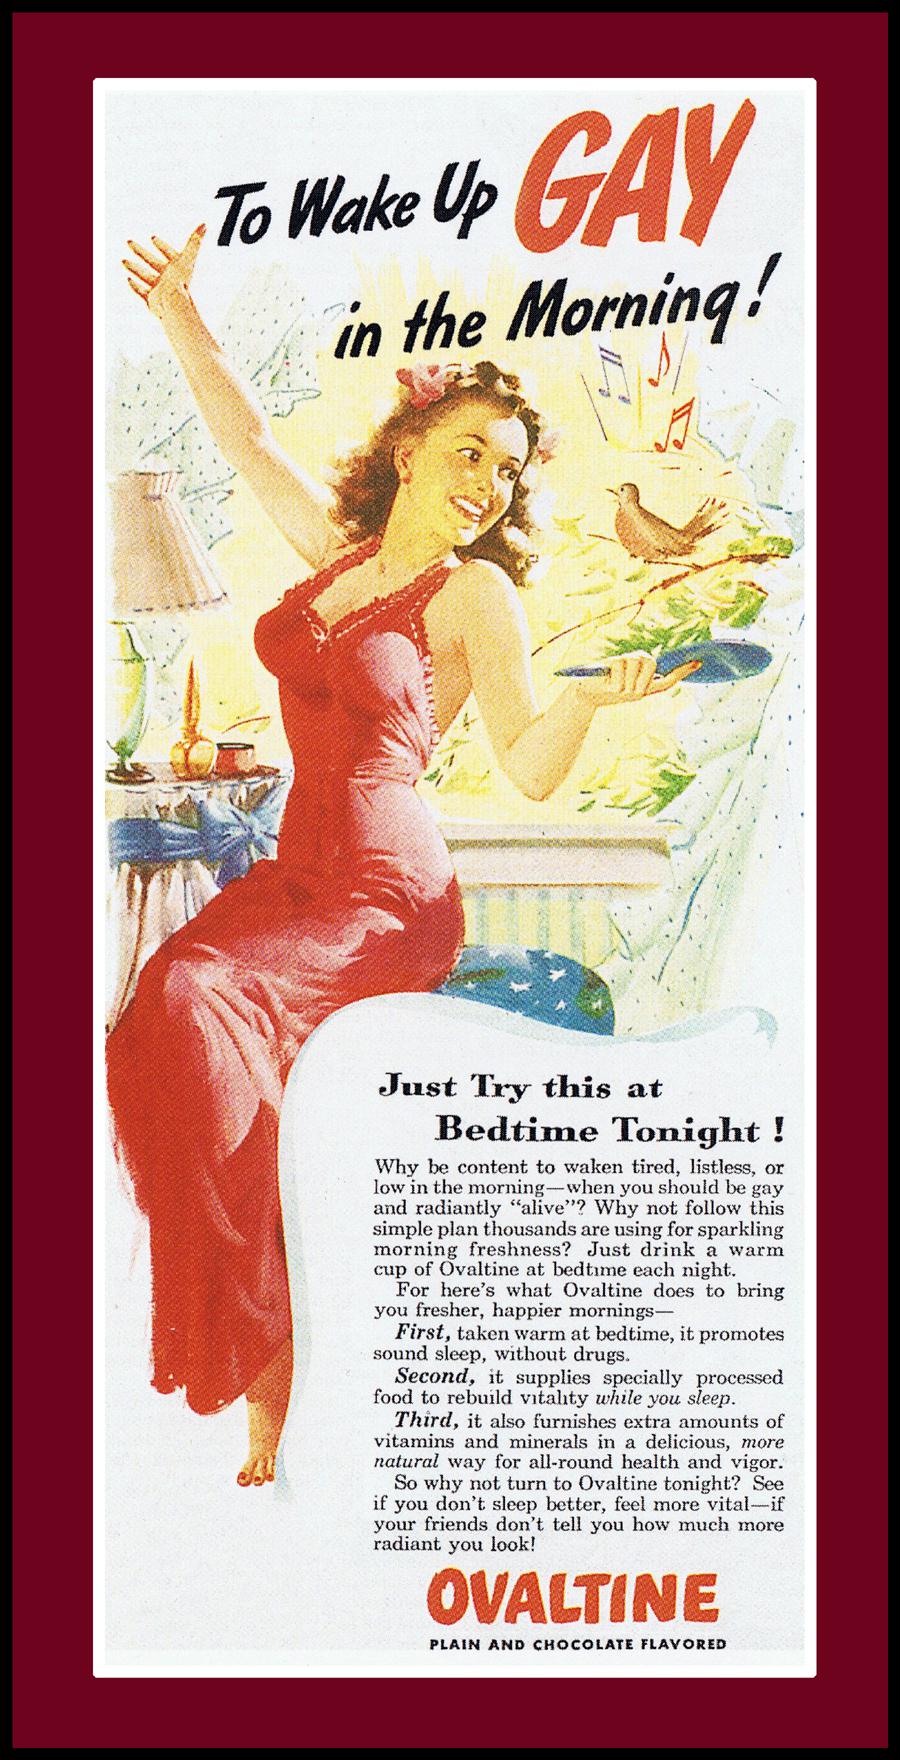 To Wake Up GAY
in the Morning!
Just Try this at
Bedtime Tonight !
Why be content to waken tired, listless, or
low in the morning—when you should be gay
and radiantly “alive”? Why not follow this
simple plan thousands are using for sparkling
morning freshness? Just drink a warm
cup of Ovaltine at bedtime each night.
For here’s what Ovaltine does to bring
you fresher, happier mornings—
First, taken warm at bedtime, it promotes
sound sleep, without drugs.
Second, it supplies specially processed
food to rebuild vitality while you sleep.
Third, it also furnishes extra amounts of
vitamins and minerals in a delicious, more
natural way for all-round health and vigor.
So why not turn to Ovaltine tonight? See
if you don’t sleep better, feel more vital—if
your friends don’t tell you how much more
radiant you look!
OVALTINE
PLAIN AND CHOCOLATE FLAVORED